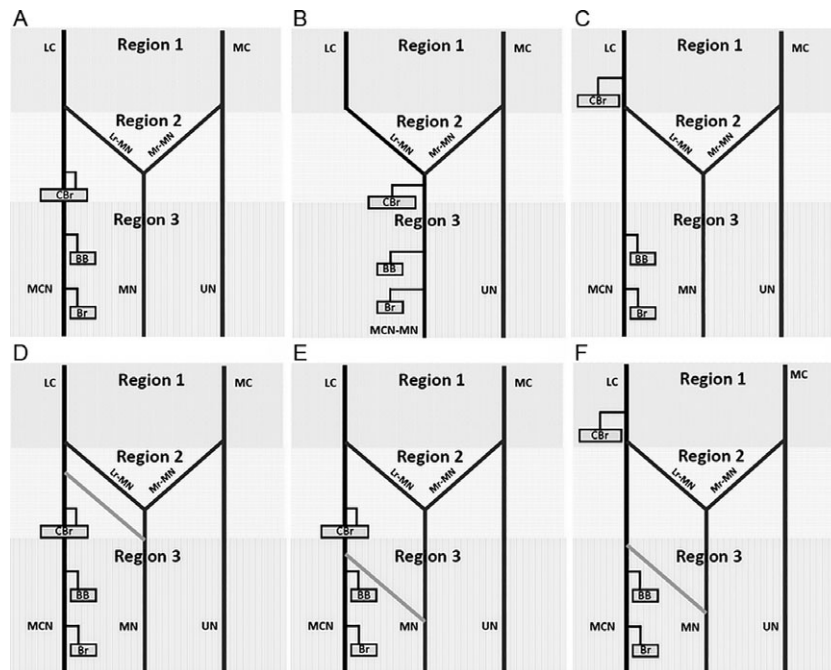 A
LC
Region 1
MC
Region 2
Lr-MN
Mr-MN
CBr
Region 3
BB
MCN
MN
UN
Br
B
LC
Region 1
MC
Region 2
Lr-MN
Mr-MN
CBr
Region 3
BB
UN
Br
MCN-MN
C
LC
Region 1
MC
CBr
Region 2
Lr-MN
Mr-MN
Region 3
BB
MCN
MN
UN
Br
D
LC
Region 1
MC
Region 2
Lr-MN
Mr-MN
CBr
Region 3
BB
MCN
MN
UN
Br
E
LC
Region 1
MC
Region 2
Lr-MN
Mr-MN
CBr
Region 3
BB
MCN
MN
UN
Br
F
MC
LC
Region 1
CBr
Region 2
Lr-MN
Mr-MN
Region 3
BB
MCN
MN
UN
Br